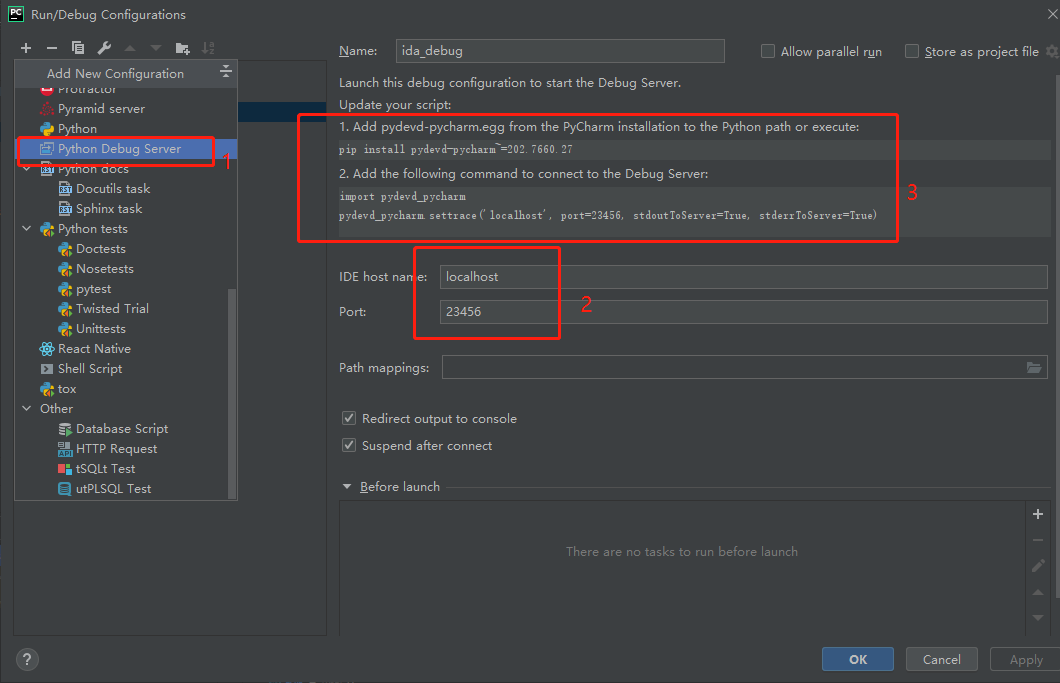 PC Run/Debug Configurations
Name: ida_debug
Allow parallel run
Store as project file
Add New Configuration
Protractor
Pyramid server
Python
Python Debug Server
1
Python docs
Docutils task
Sphinx task
Python tests
Doctests
Nosetests
pytest
Twisted Trial
Unittests
React Native
Shell Script
tox
Other
Database Script
HTTP Request
tSQLt Test
utPLSQL Test
Launch this debug configuration to start the Debug Server.
Update your script:
1. Add pydevd-pycharm.egg from the PyCharm installation to the Python path or execute:
pip install pydevd-pycharm~=202.7660.27
2. Add the following command to connect to the Debug Server:
import pydevd_pycharm
pydevd_pycharm.settrace('localhost', port=23456, stdoutToServer=True, stderrToServer=True)
3
IDE host name: localhost
Port: 23456
2
Path mappings:
Redirect output to console
Suspend after connect
Before launch
There are no tasks to run before launch
?
OK
Cancel
Apply